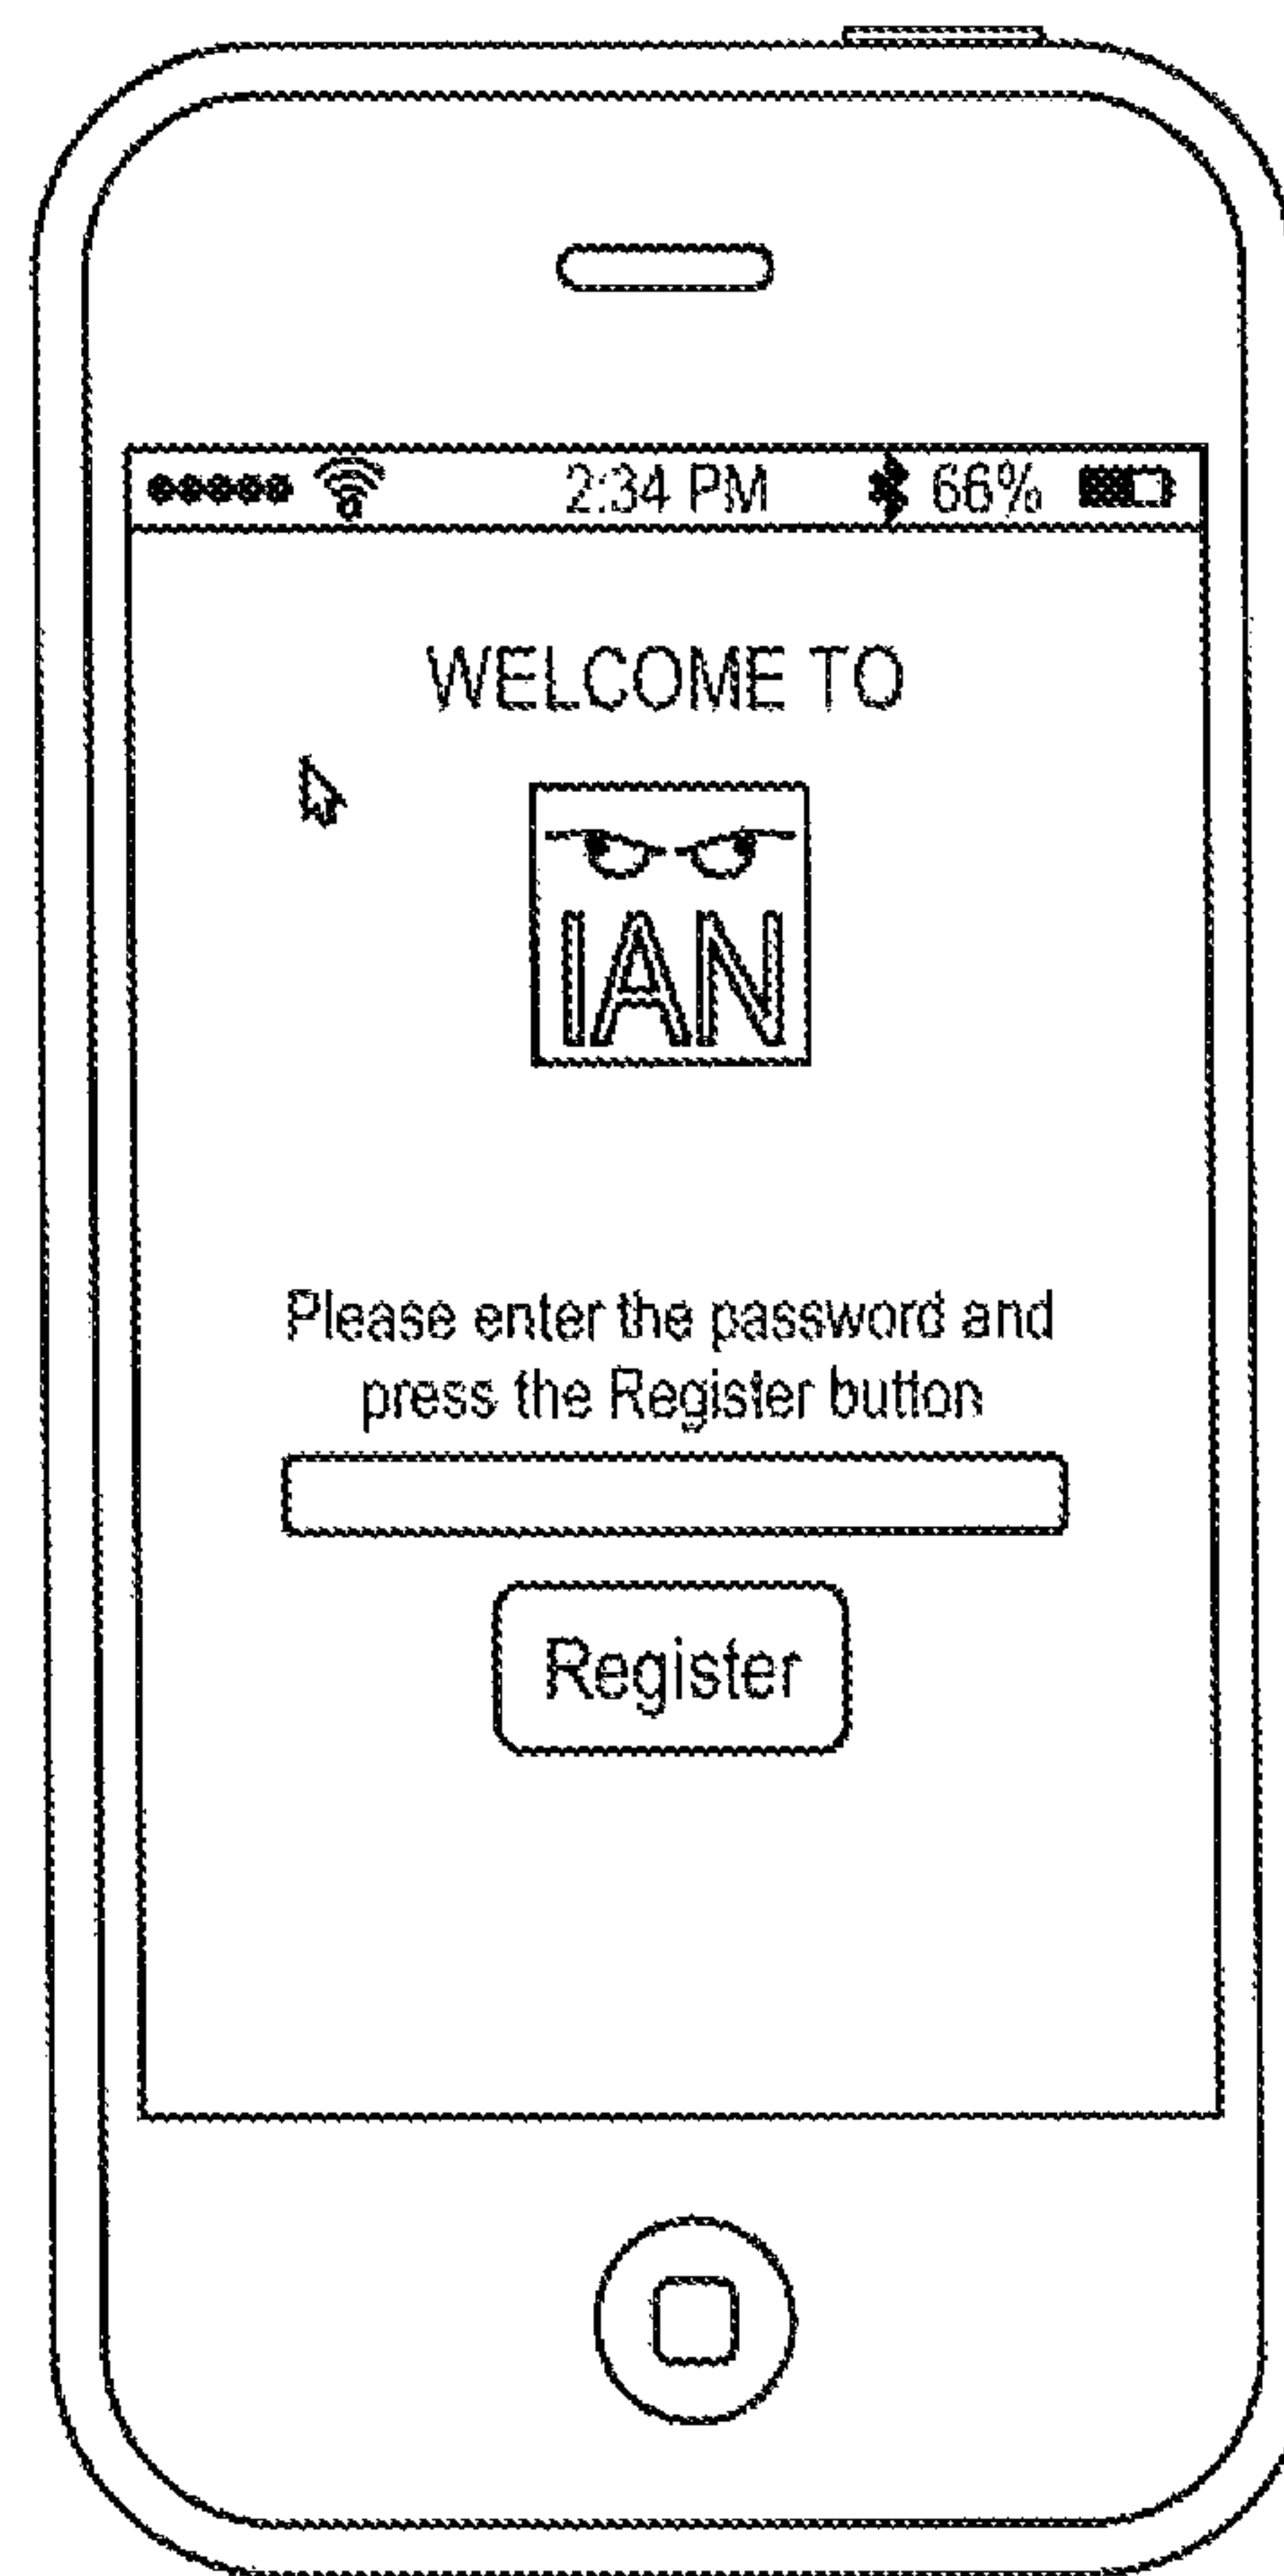 2:34 PM 66%
WELCOME TO
IAN
Please enter the password and
press the Register button
Register